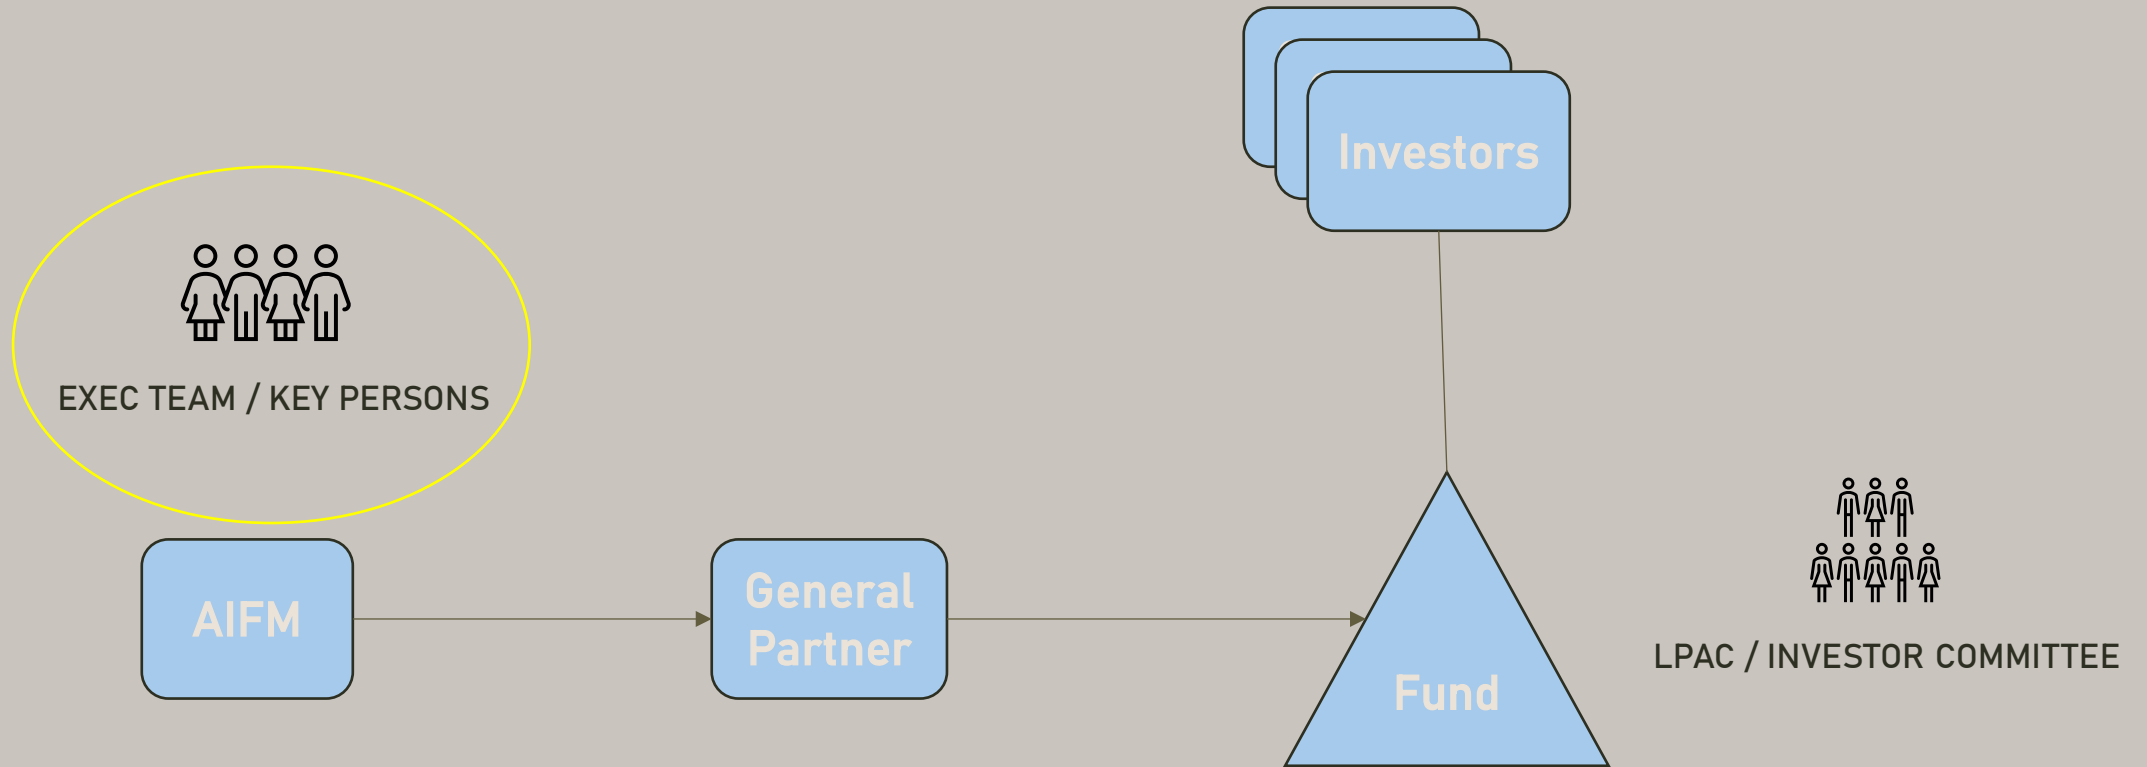 Investors
EXEC TEAM / KEY PERSONS
AIFM
General
Partner
Fund
LPAC / INVESTOR COMMITTEE